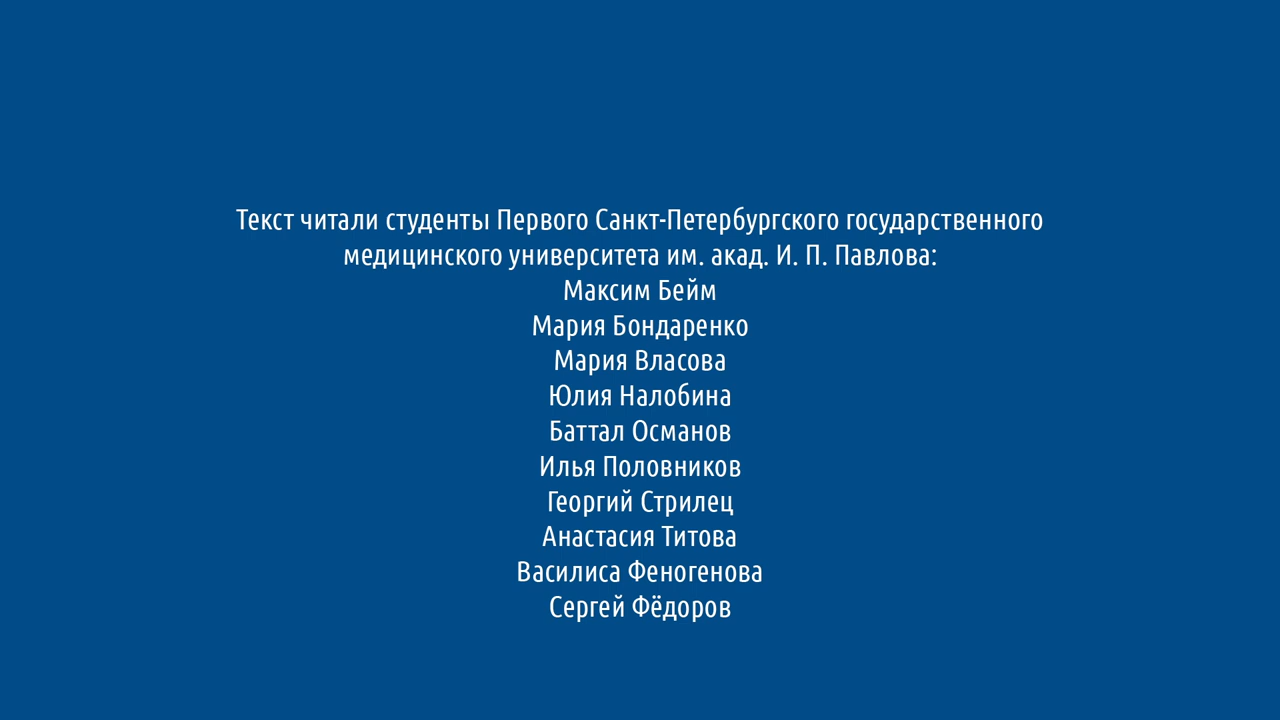 Текст читали студенты Первого Санкт-Петербургского государственного
медицинского университета им. акад. И. П. Павлова:
Максим Бейм
Мария Бондаренко
Мария Власова
Юлия Налобина
Баттал Османов
Илья Половников
Георгий Стрилец
Анастасия Титова
Василиса Феногенова
Сергей Фёдоров